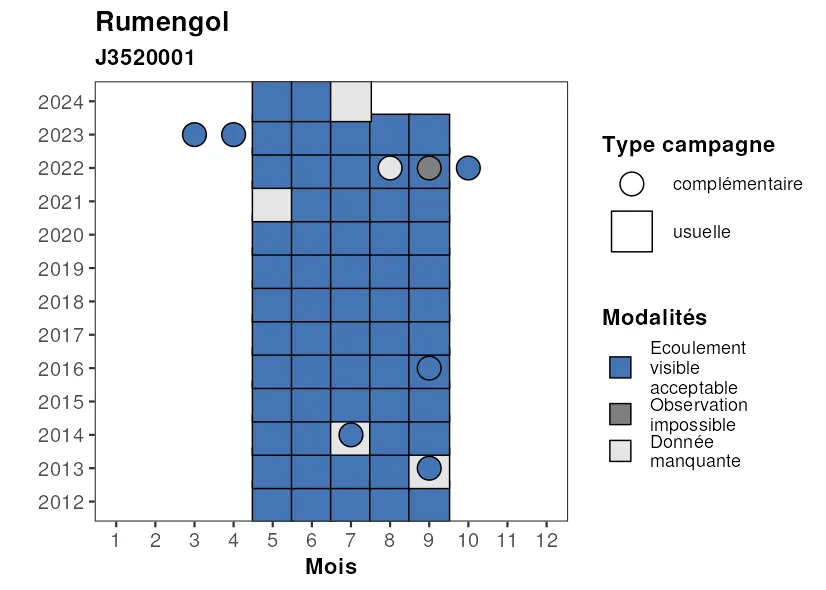 Rumengol
J3520001
2024
2023
2022
2021
2020
2019
2018
2017
2016
2015
2014
2013
2012
1 2 3 4 5 6 7 8 9 10 11 12
Mois
Type campagne
complémentaire
usuelle
Modalités
Ecoulement
visible
acceptable
Observation
impossible
Donnée
manquante